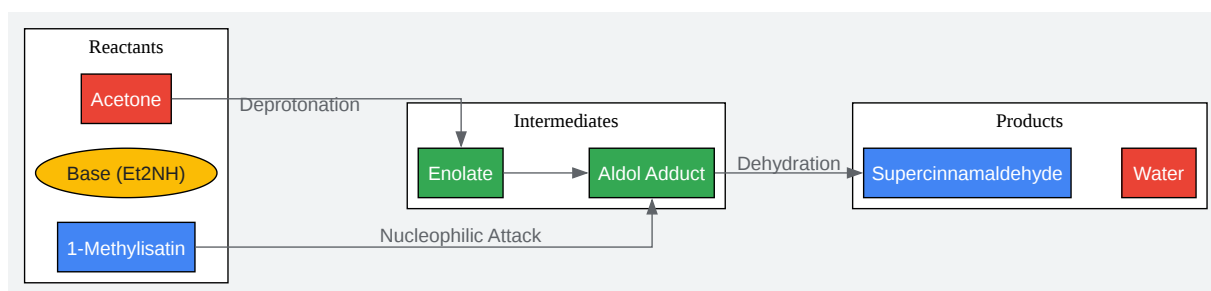 Reactants
Acetone
Deprotonation
Base (Et2NH)
1-Methylisatin
Nucleophilic Attack
Intermediates
Enolate
Aldol Adduct
Dehydration
Products
Supercinnamaldehyde
Water